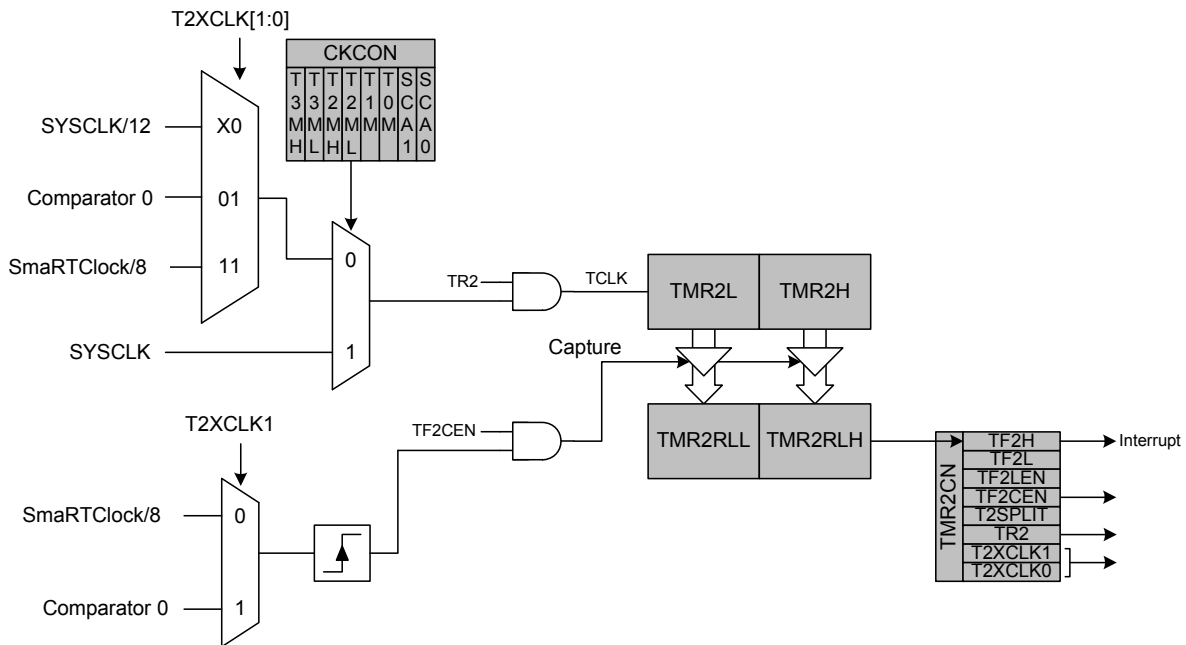 T2XCLK[1:0]
CKCON
T3MH T3ML T2MH T2ML T1M T0M SCA1 SCA0
SYSCLK/12
X0
Comparator 0
01
SmaRTClock/8
11
0
SYSCLK
1
TR2
TCLK
TMR2L TMR2H
Capture
T2XCLK1
TF2CEN
TMR2RLL TMR2RLH
SmaRTClock/8
0
Comparator 0
1
TMR2CN
TF2H
Interrupt
TF2L
TF2LEN
TF2CEN
T2SPLIT
TR2
T2XCLK1
T2XCLK0